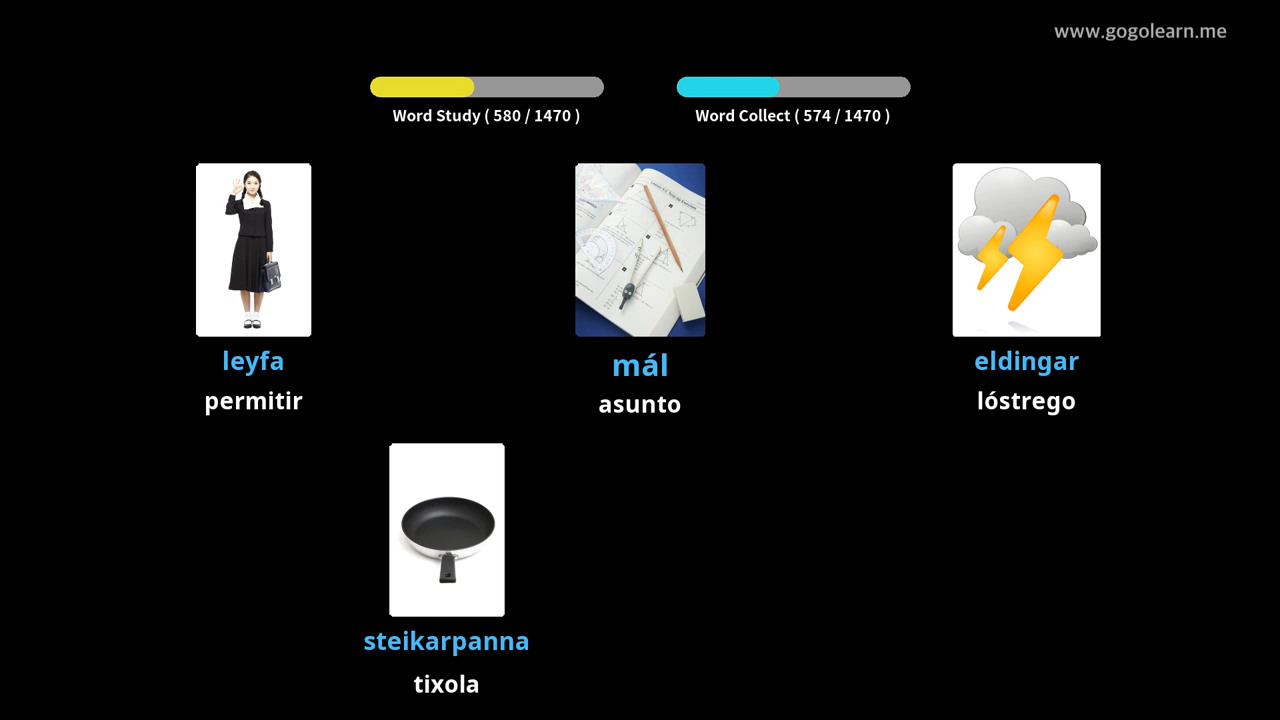 www.gogolearn.me
Word Study ( 580 / 1470 )
Word Collect ( 574 / 1470 )
leyfa
permitir
mál
asunto
eldingar
lóstrego
steikarpanna
tixola